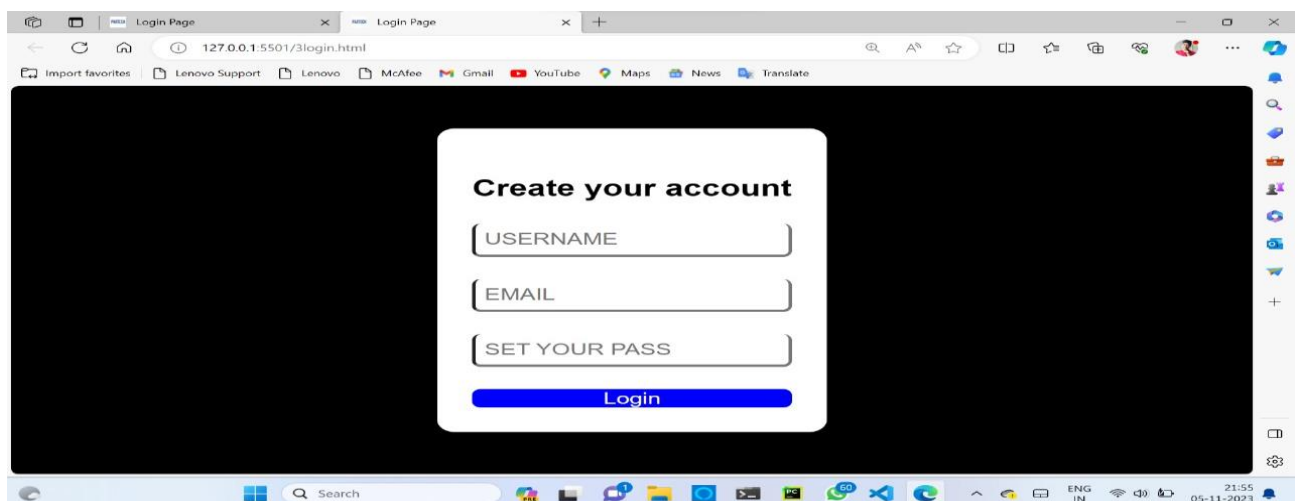 Login Page
Login Page
127.0.0.1:5501/3login.html
Import favorites Lenovo Support Lenovo McAfee Gmail YouTube Maps News Translate
Create your account
USERNAME
EMAIL
SET YOUR PASS
Login
Search
60
ENG
IN
21:55
05-11-2023